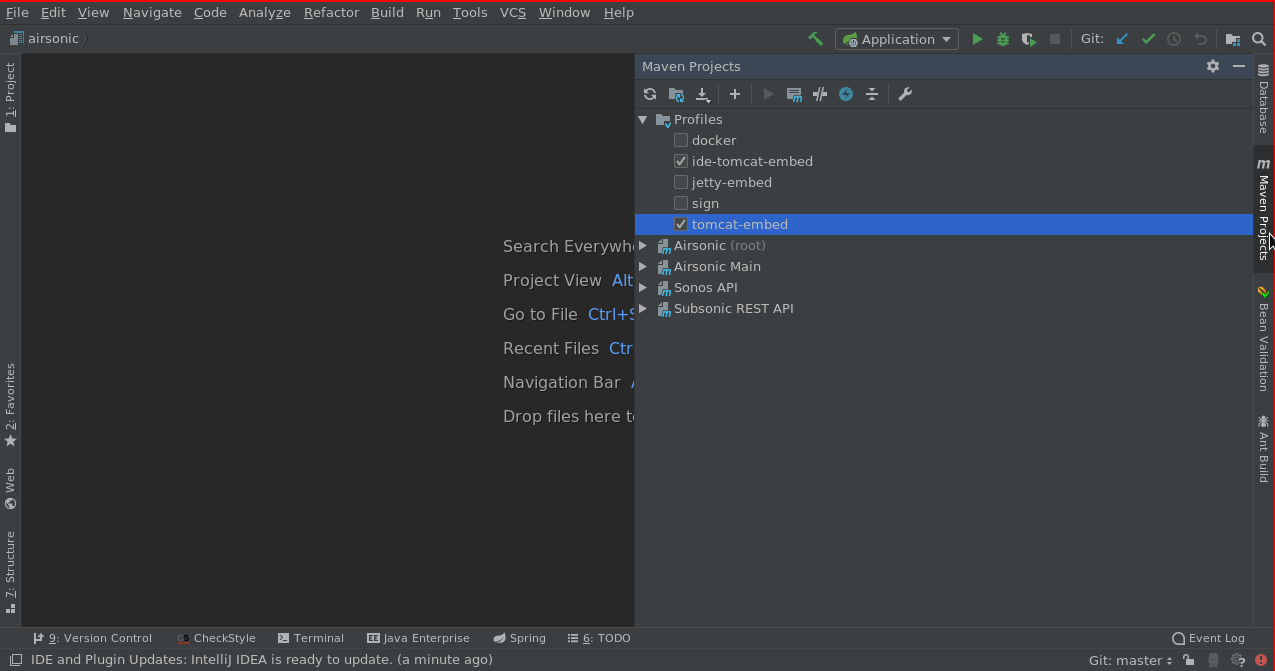 File Edit View Navigate Code Analyze Refactor Build Run Tools VCS Window Help
airsonic Application Git:
1: Project
2: Favorites
Web
7: Structure
Search Everywhe
Project View Alt
Go to File Ctrl+S
Recent Files Ctr
Navigation Bar
Drop files here to
Maven Projects
Profiles
docker
ide-tomcat-embed
jetty-embed
sign
tomcat-embed
Airsonic (root)
Airsonic Main
Sonos API
Subsonic REST API
Database
m Maven Projects
Bean Validation
Ant Build
9: Version Control CS CheckStyle Terminal Java Enterprise Spring 6: TODO Event Log
IDE and Plugin Updates: IntelliJ IDEA is ready to update. (a minute ago) Git: master